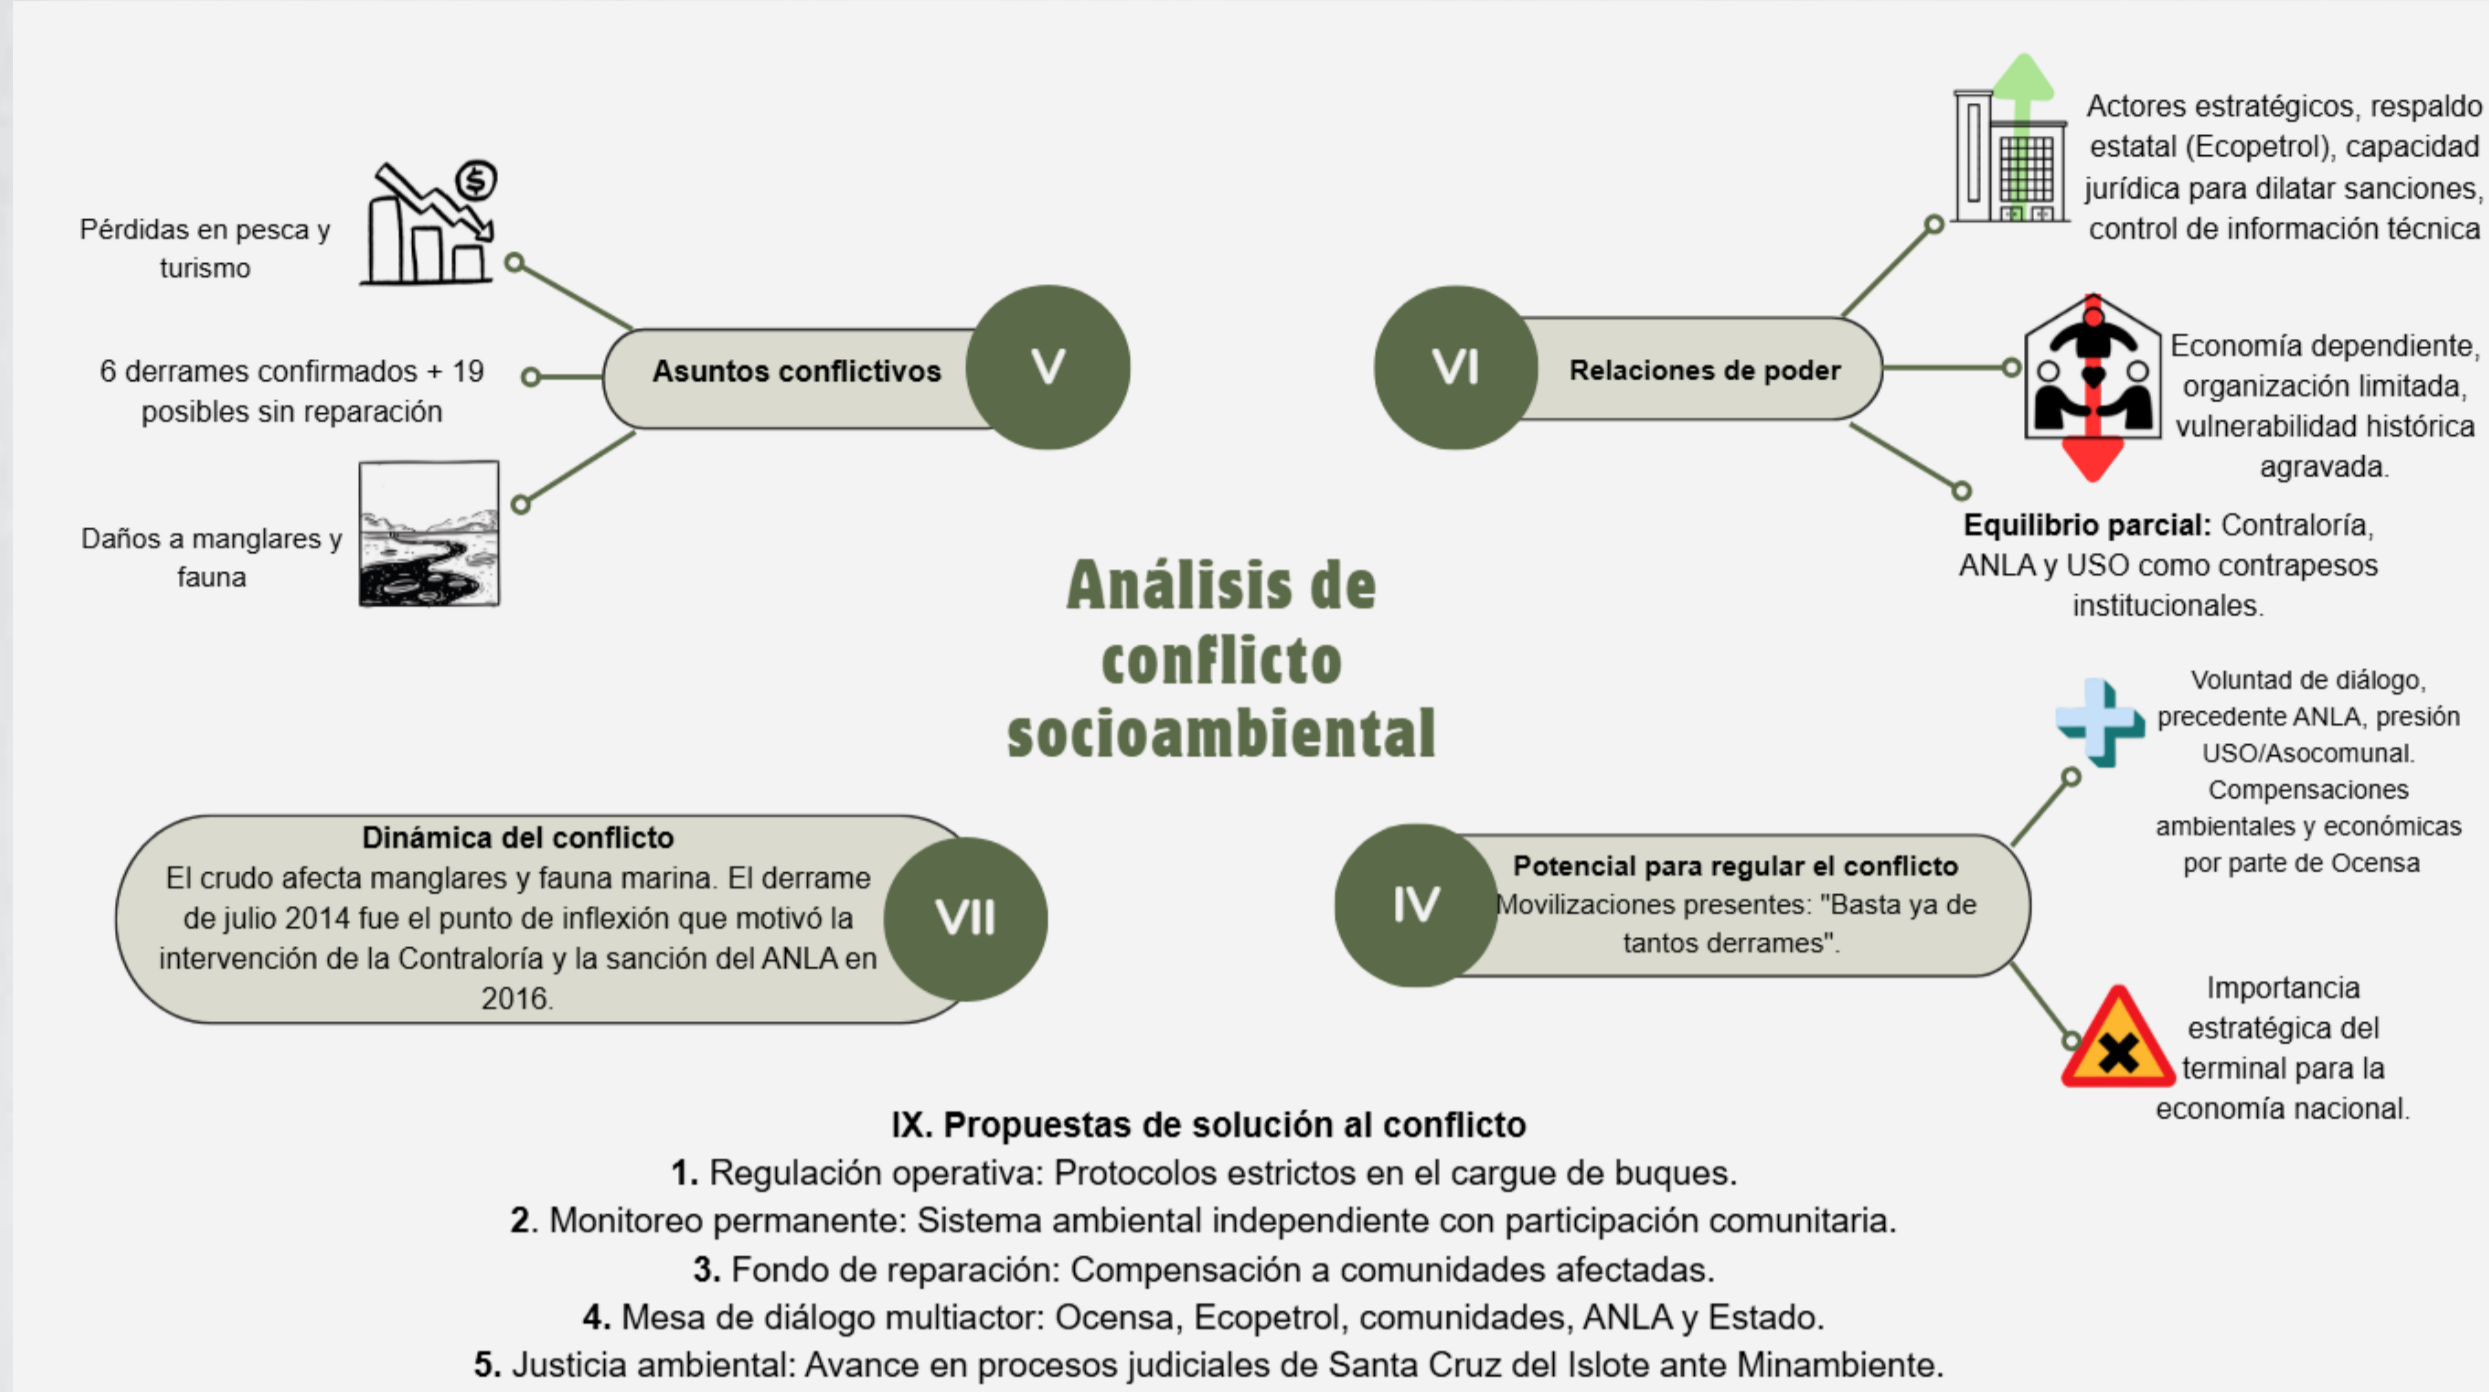 Pérdidas en pesca y
turismo
6 derrames confirmados + 19
posibles sin reparación
Daños a manglares y
fauna
Asuntos conflictivos
V
VI
Relaciones de poder
Actores estratégicos, respaldo
estatal (Ecopetrol), capacidad
jurídica para dilatar sanciones,
control de información técnica
Economía dependiente,
organización limitada,
vulnerabilidad histórica
agravada.
Equilibrio parcial: Contraloría,
ANLA y USO como contrapesos
institucionales.
Análisis de
conflicto
socioambiental
Dinámica del conflicto
El crudo afecta manglares y fauna marina. El derrame
de julio 2014 fue el punto de inflexión que motivó la
intervención de la Contraloría y la sanción del ANLA en
2016.
VII
IV
Potencial para regular el conflicto
Movilizaciones presentes: "Basta ya de
tantos derrames".
Voluntad de diálogo,
precedente ANLA, presión
USO/Asocomunal.
Compensaciones
ambientales y económicas
por parte de Ocensa
Importancia
estratégica del
terminal para la
economía nacional.
IX. Propuestas de solución al conflicto
1. Regulación operativa: Protocolos estrictos en el cargue de buques.
2. Monitoreo permanente: Sistema ambiental independiente con participación comunitaria.
3. Fondo de reparación: Compensación a comunidades afectadas.
4. Mesa de diálogo multiactor: Ocensa, Ecopetrol, comunidades, ANLA y Estado.
5. Justicia ambiental: Avance en procesos judiciales de Santa Cruz del Islote ante Minambiente.